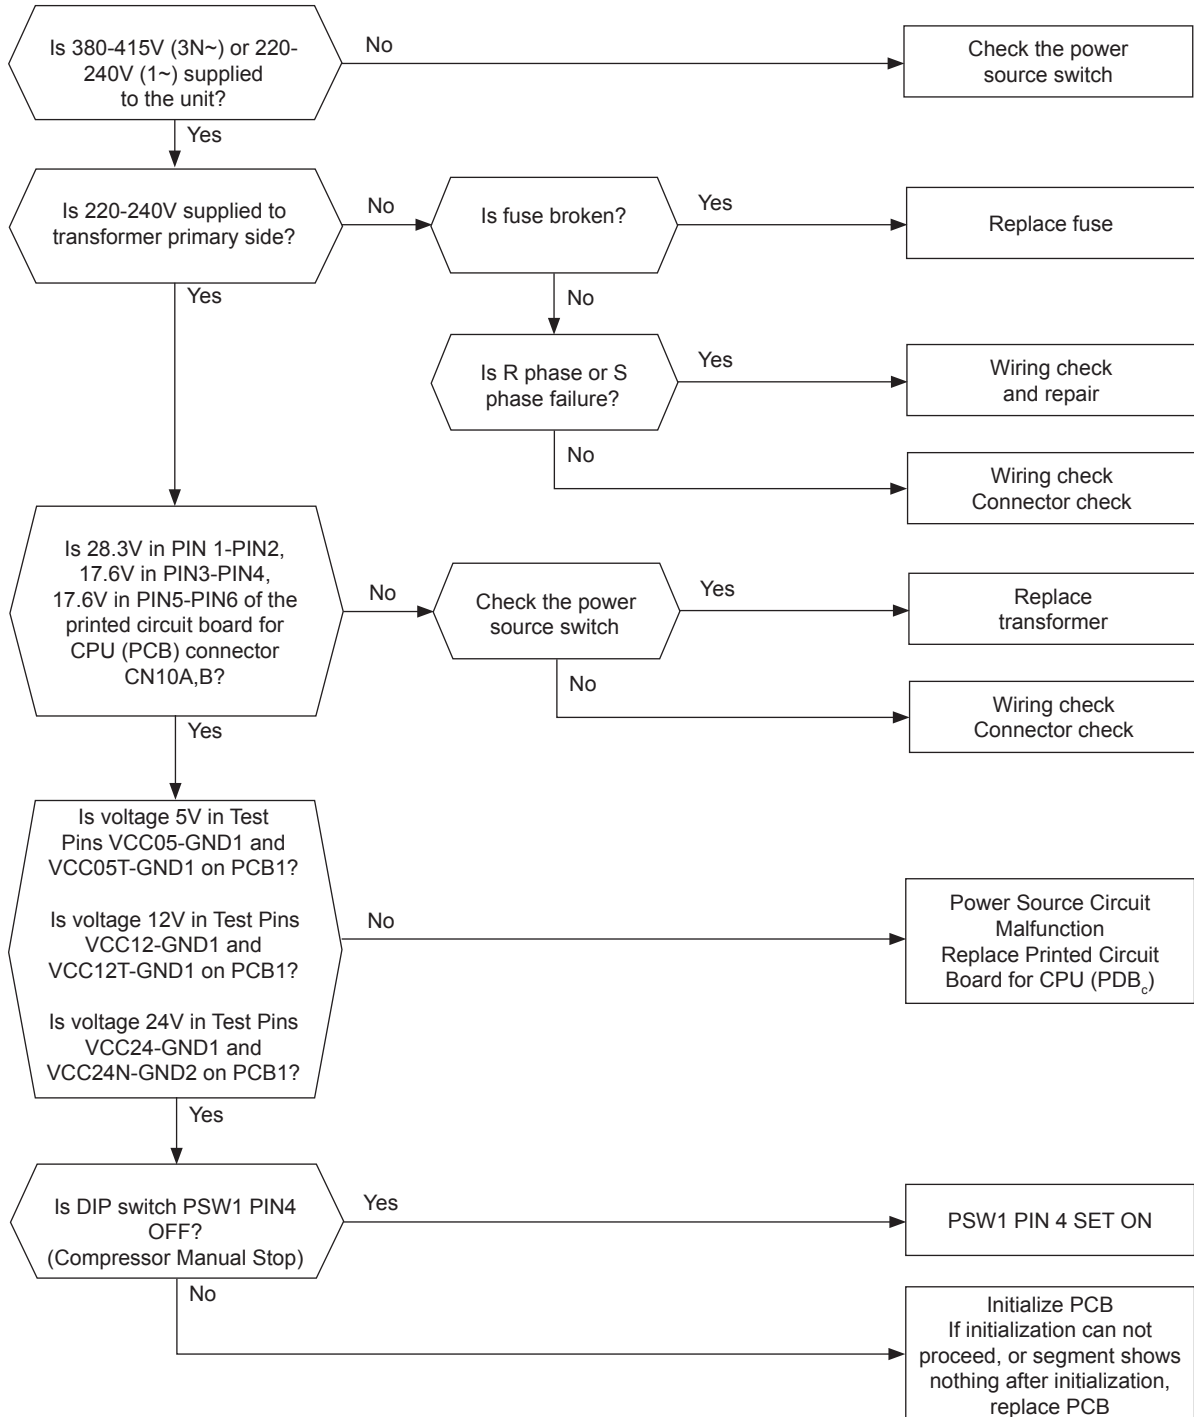 Is 380-415V (3N~) or 220-
240V (1~) supplied
to the unit?
No
Check the power
source switch
Yes
Is 220-240V supplied to
transformer primary side?
No
Is fuse broken?
Yes
Replace fuse
Yes
No
Is R phase or S
phase failure?
Yes
Wiring check
and repair
No
Wiring check
Connector check
Is 28.3V in PIN 1-PIN2,
17.6V in PIN3-PIN4,
17.6V in PIN5-PIN6 of the
printed circuit board for
CPU (PCB) connector
CN10A,B?
No
Check the power
source switch
Yes
Replace
transformer
No
Wiring check
Connector check
Yes
Is voltage 5V in Test
Pins VCC05-GND1 and
VCC05T-GND1 on PCB1?
Is voltage 12V in Test Pins
VCC12-GND1 and
VCC12T-GND1 on PCB1?
Is voltage 24V in Test Pins
VCC24-GND1 and
VCC24N-GND2 on PCB1?
No
Power Source Circuit
Malfunction
Replace Printed Circuit
Board for CPU (PDBc)
Yes
Is DIP switch PSW1 PIN4
OFF?
(Compressor Manual Stop)
Yes
PSW1 PIN 4 SET ON
No
Initialize PCB
If initialization can not
proceed, or segment shows
nothing after initialization,
replace PCB